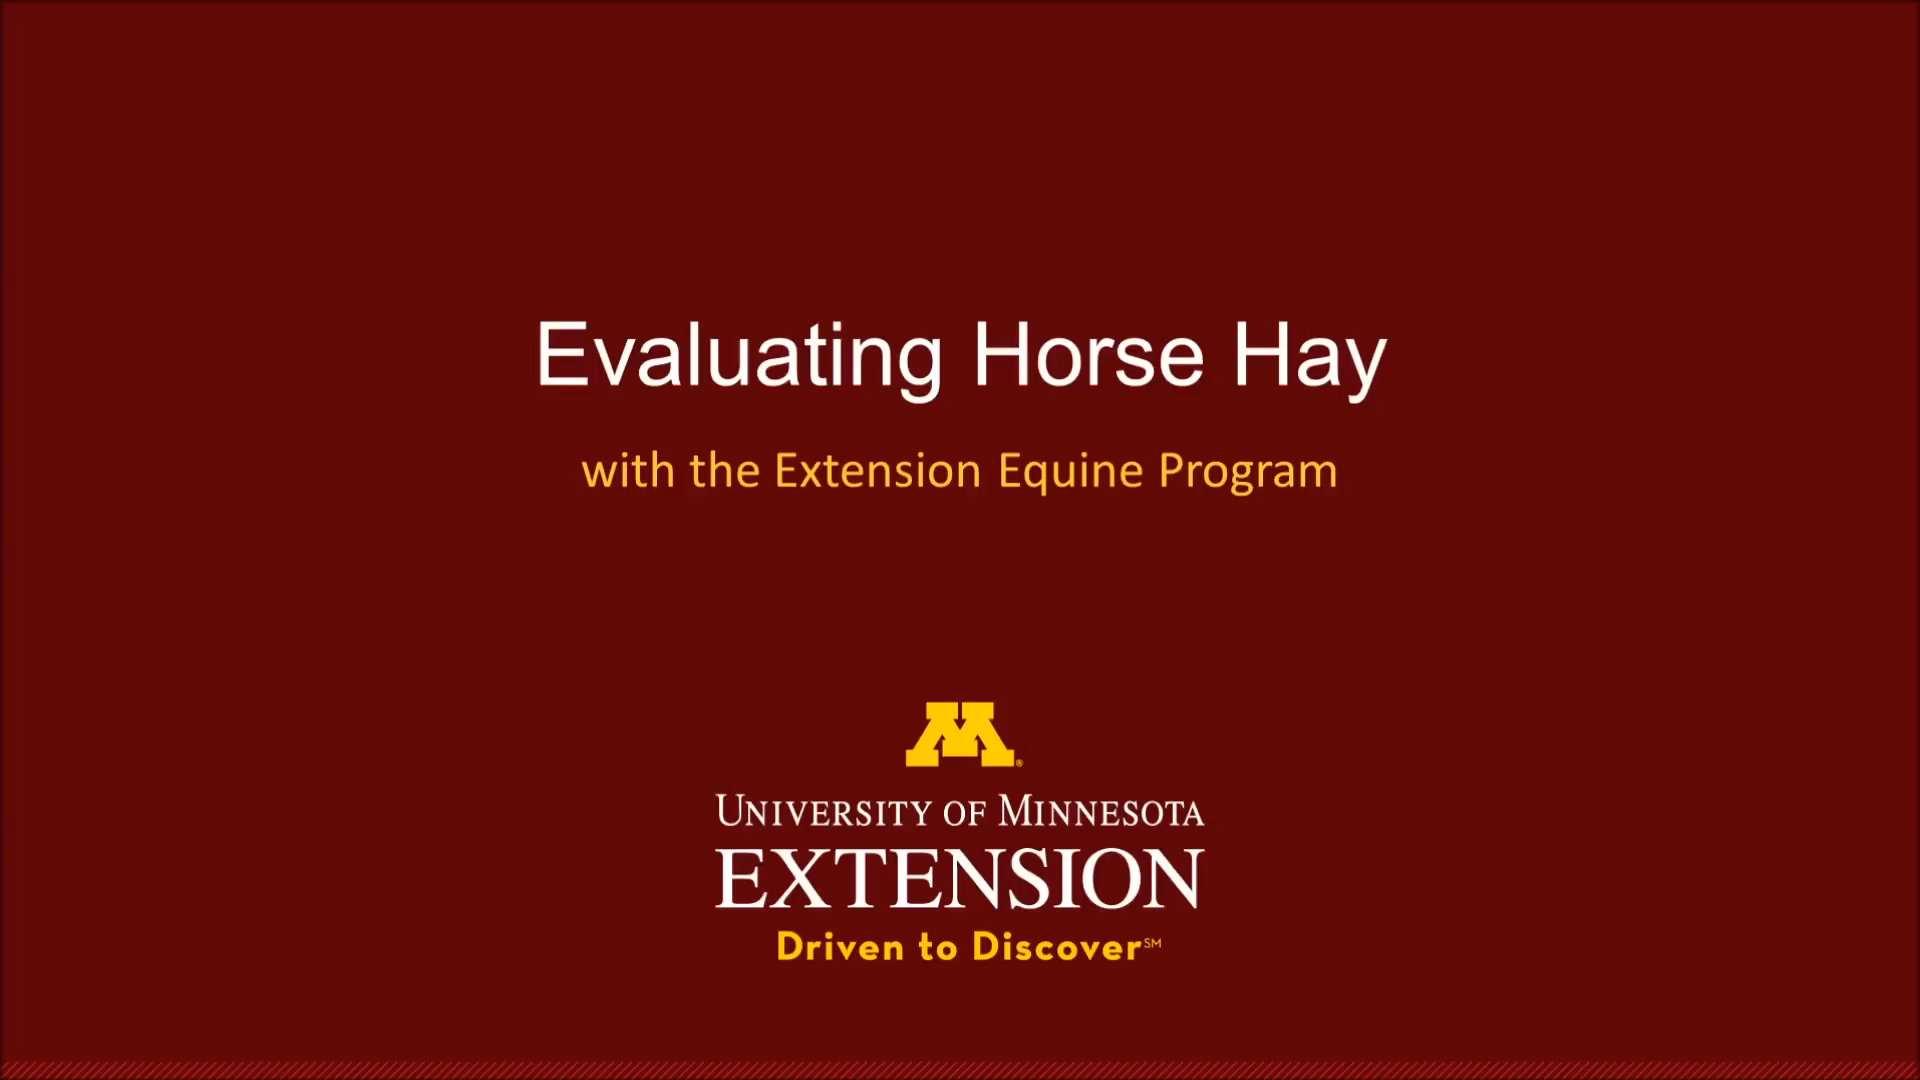 Evaluating Horse Hay
with the Extension Equine Program
M®
UNIVERSITY OF MINNESOTA
EXTENSION
Driven to Discover℠